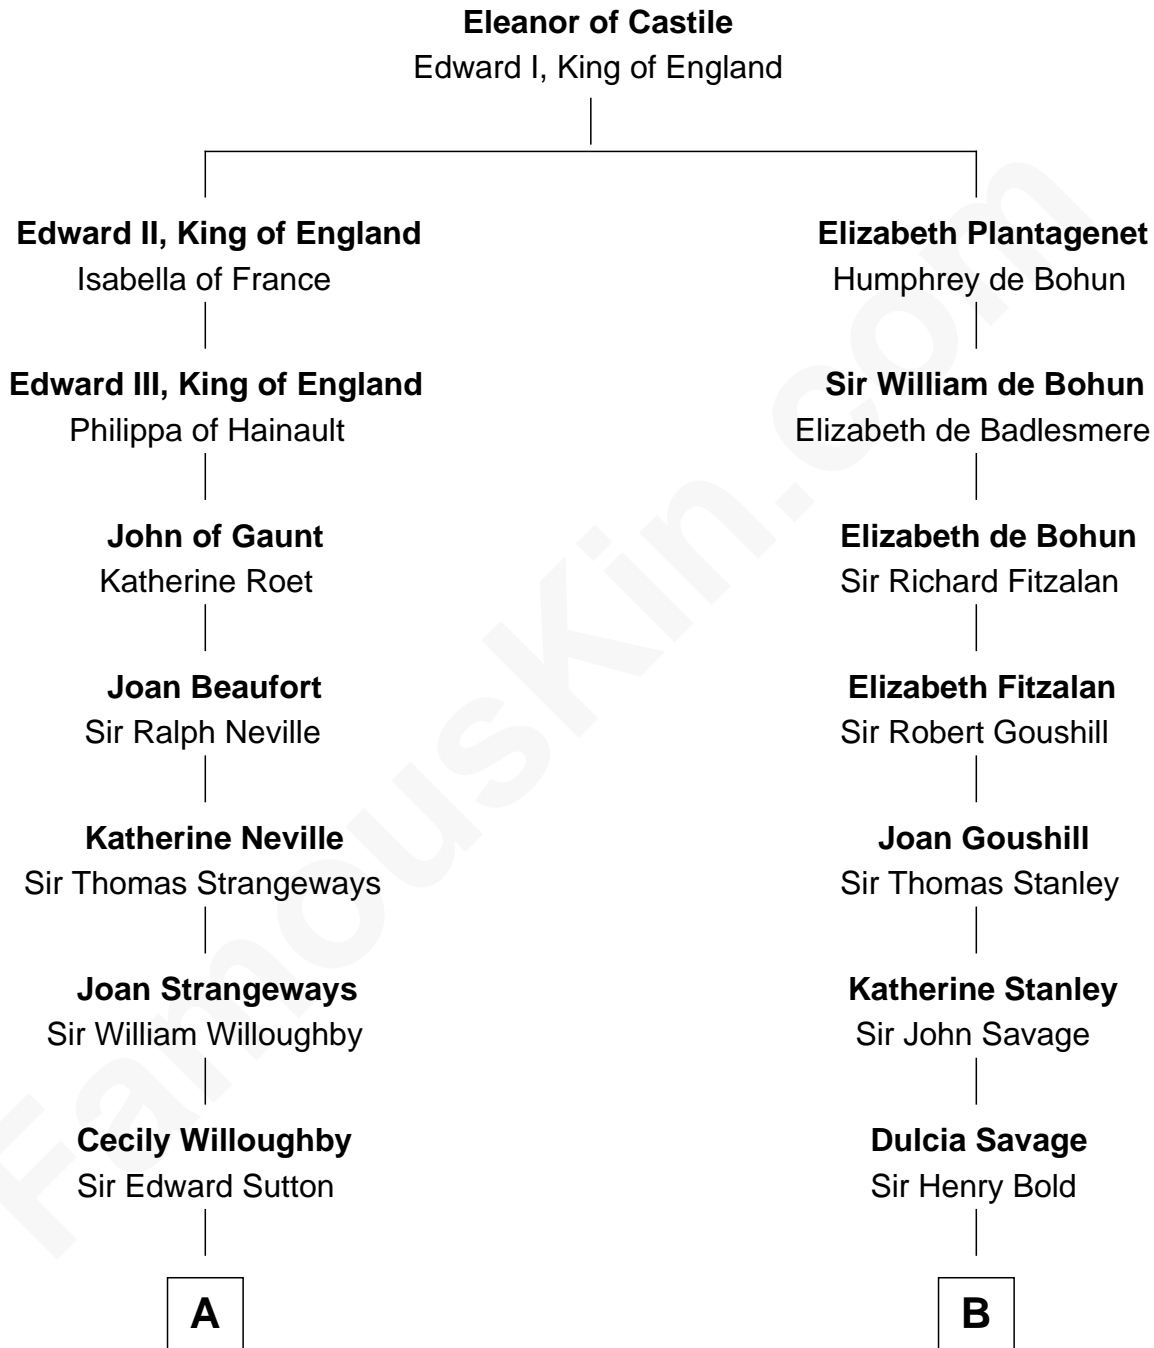 Eleanor of Castile
Edward I, King of England
Edward II, King of England
Isabella of France
Edward III, King of England
Philippa of Hainault
John of Gaunt
Katherine Roet
Joan Beaufort
Sir Ralph Neville
Katherine Neville
Sir Thomas Strangeways
Joan Strangeways
Sir William Willoughby
Cecily Willoughby
Sir Edward Sutton
A
Elizabeth Plantagenet
Humphrey de Bohun
Sir William de Bohun
Elizabeth de Badlesmere
Elizabeth de Bohun
Sir Richard Fitzalan
Elizabeth Fitzalan
Sir Robert Goushill
Joan Goushill
Sir Thomas Stanley
Katherine Stanley
Sir John Savage
Dulcia Savage
Sir Henry Bold
B
FamousKin.com